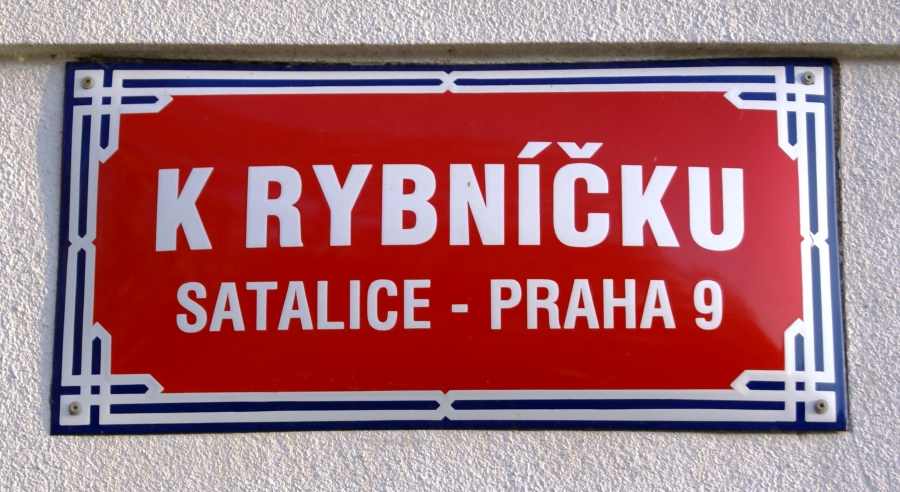 K RYBNÍČKU
SATALICE - PRAHA 9